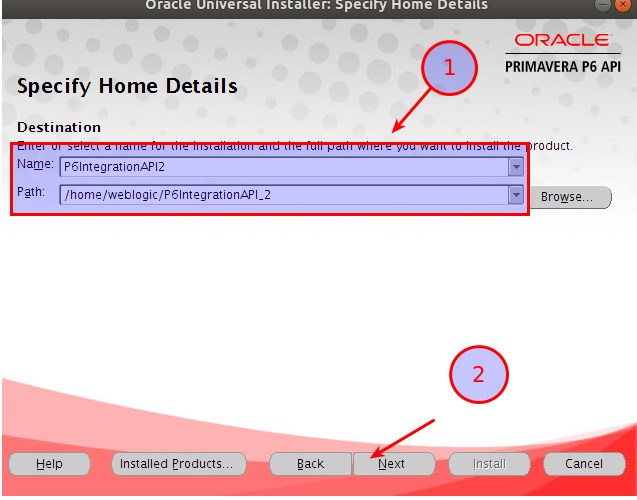 Oracle Universal Installer: Specify Home Details
1
ORACLE
PRIMAVERA P6 API
Specify Home Details
Destination
Enter or select a name for the installation and the full path where you want to install the product.
Name: P6IntegrationAPI2
Path: /home/weblogic/P6IntegrationAPI_2 Browse...
2
Help Installed Products... Back Next Install Cancel